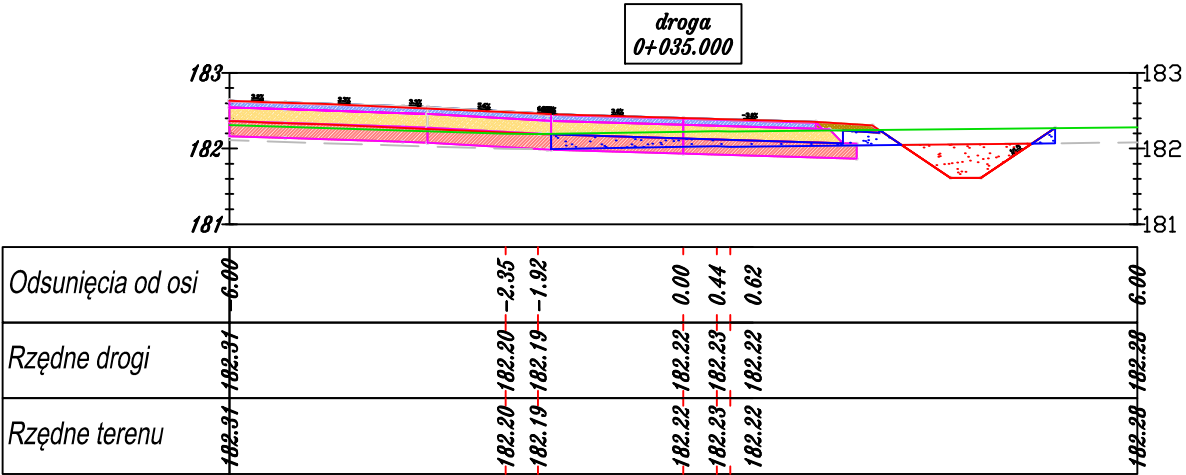 droga
0+035.000
183 183
182 182
181 181
Odsunięcia od osi -6.00 -2.35 -1.92 0.00 0.44 0.62 6.00
Rzędne drogi 182.31 182.20 182.19 182.22 182.23 182.22 182.28
Rzędne terenu 182.31 182.20 182.19 182.22 182.23 182.22 182.28